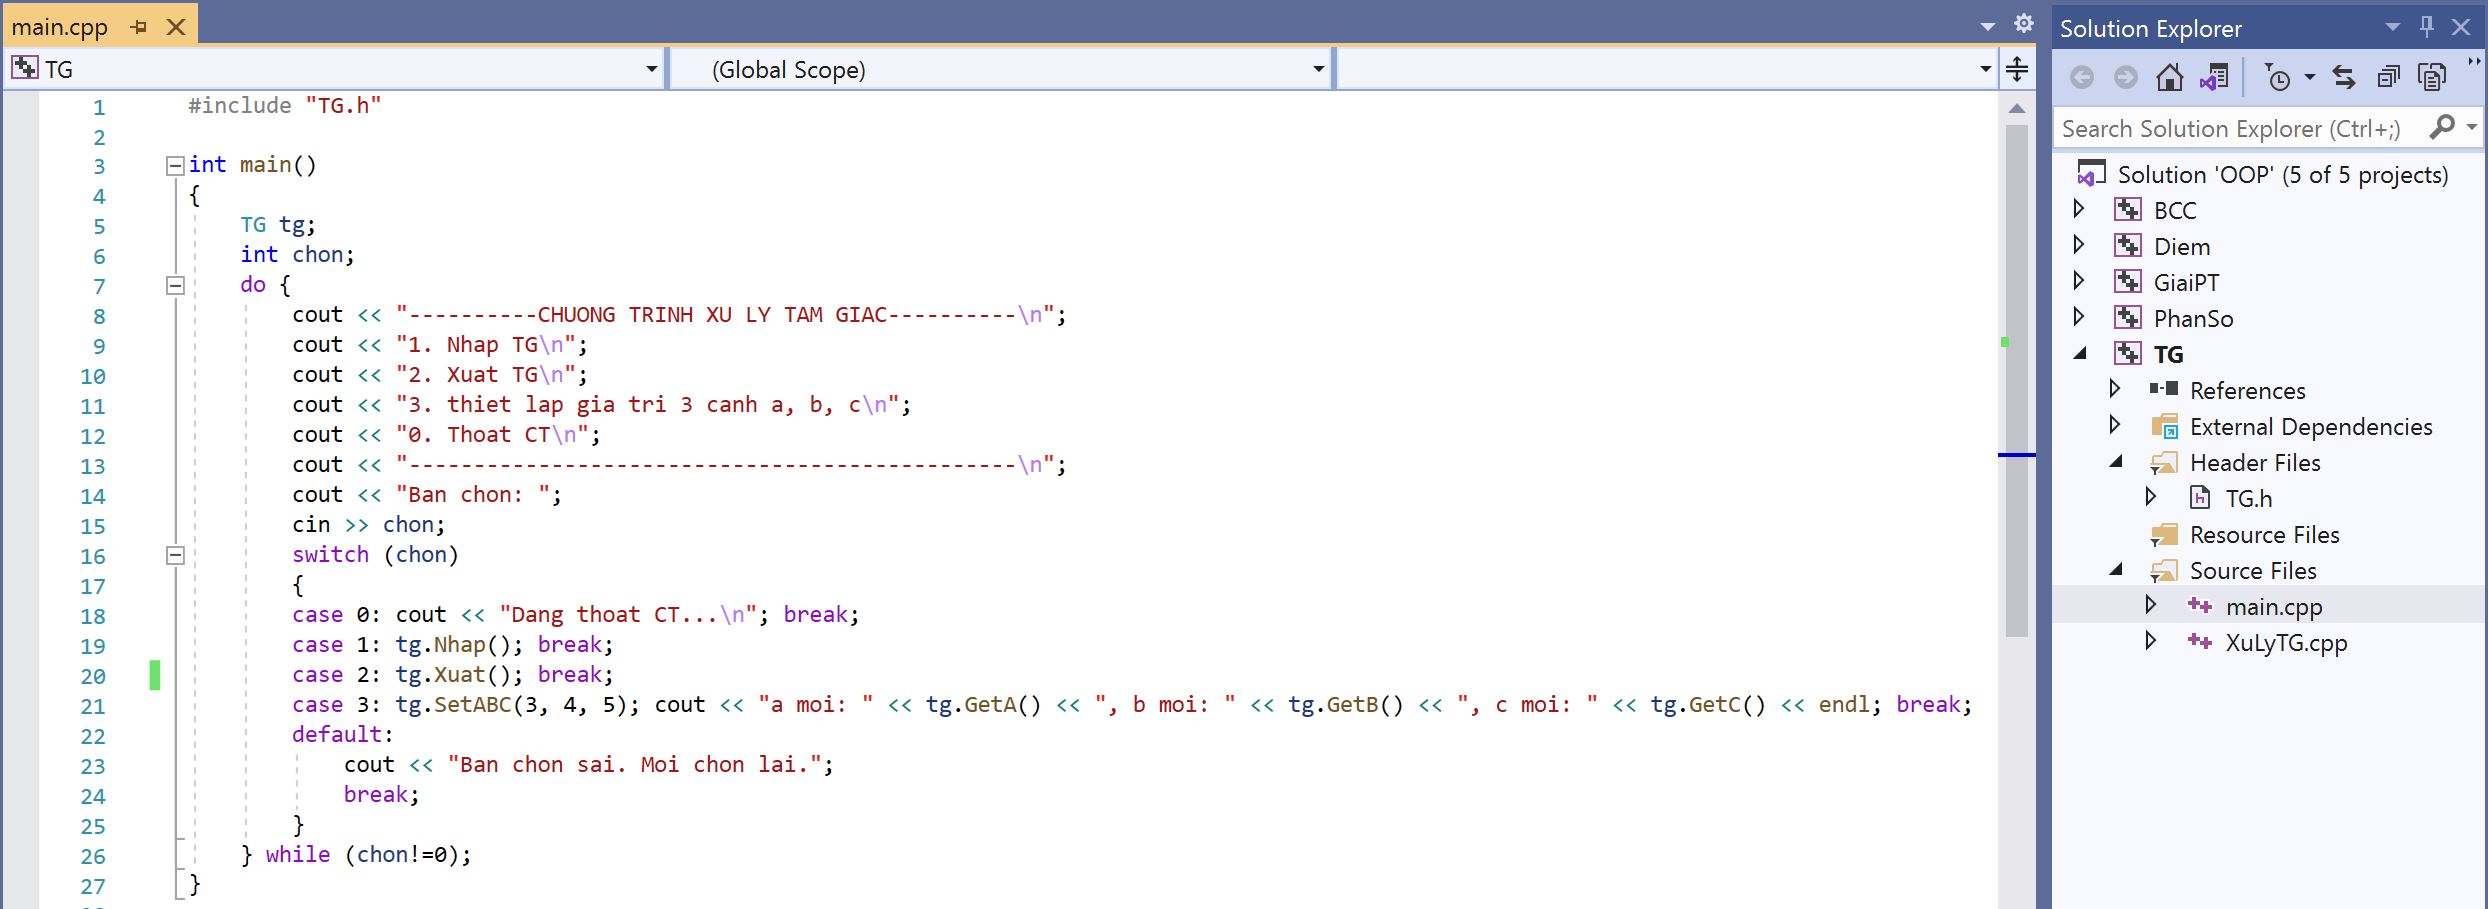 main.cpp
TG
(Global Scope)
1 #include "TG.h"
2
3 int main()
4 {
5     TG tg;
6     int chon;
7     do {
8         cout << "----------CHUONG TRINH XU LY TAM GIAC----------\n";
9         cout << "1. Nhap TG\n";
10         cout << "2. Xuat TG\n";
11         cout << "3. thiet lap gia tri 3 canh a, b, c\n";
12         cout << "0. Thoat CT\n";
13         cout << "-----------------------------------------------\n";
14         cout << "Ban chon: ";
15         cin >> chon;
16         switch (chon)
17         {
18         case 0: cout << "Dang thoat CT...\n"; break;
19         case 1: tg.Nhap(); break;
20         case 2: tg.Xuat(); break;
21         case 3: tg.SetABC(3, 4, 5); cout << "a moi: " << tg.GetA() << ", b moi: " << tg.GetB() << ", c moi: " << tg.GetC() << endl; break;
22         default:
23             cout << "Ban chon sai. Moi chon lai.";
24             break;
25         }
26     } while (chon!=0);
27 }
Solution Explorer
Search Solution Explorer (Ctrl+;)
Solution 'OOP' (5 of 5 projects)
BCC
Diem
GiaiPT
PhanSo
TG
References
External Dependencies
Header Files
TG.h
Resource Files
Source Files
main.cpp
XuLyTG.cpp